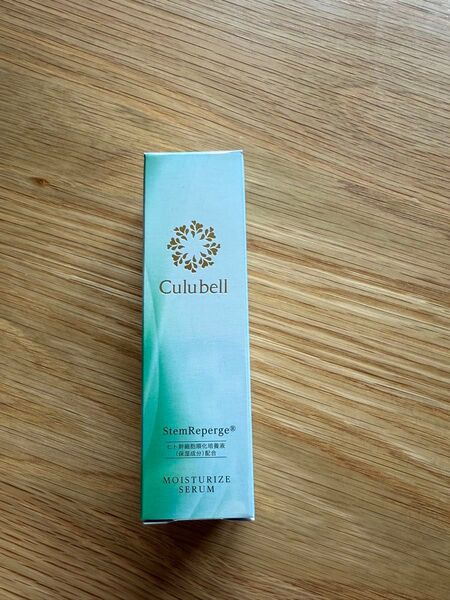 Culubell
StemReperge®
ヒト幹細胞順化培養液
(保湿成分)配合
MOISTURIZE
SERUM